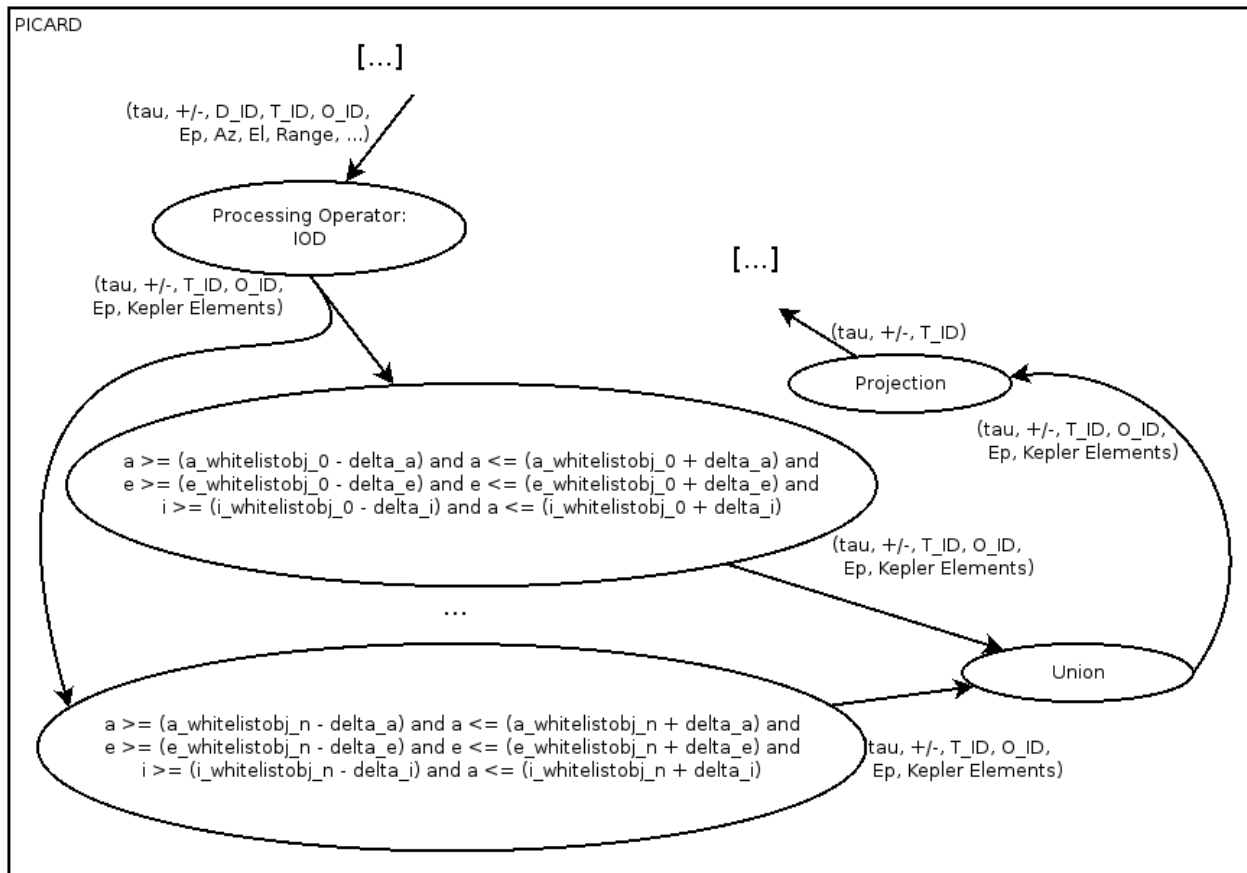 PICARD
[...]
(tau, +/-, D_ID, T_ID, O_ID,
Ep, Az, El, Range, ...)
Processing Operator:
IOD
(tau, +/-, T_ID, O_ID,
Ep, Kepler Elements)
[...]
(tau, +/-, T_ID)
Projection
(tau, +/-, T_ID, O_ID,
Ep, Kepler Elements)
a >= (a_whitelistobj_0 - delta_a) and a <= (a_whitelistobj_0 + delta_a) and
e >= (e_whitelistobj_0 - delta_e) and e <= (e_whitelistobj_0 + delta_e) and
i >= (i_whitelistobj_0 - delta_i) and a <= (i_whitelistobj_0 + delta_i)
(tau, +/-, T_ID, O_ID,
Ep, Kepler Elements)
...
Union
a >= (a_whitelistobj_n - delta_a) and a <= (a_whitelistobj_n + delta_a) and
e >= (e_whitelistobj_n - delta_e) and e <= (e_whitelistobj_n + delta_e) and
i >= (i_whitelistobj_n - delta_i) and a <= (i_whitelistobj_n + delta_i)
(tau, +/-, T_ID, O_ID,
Ep, Kepler Elements)